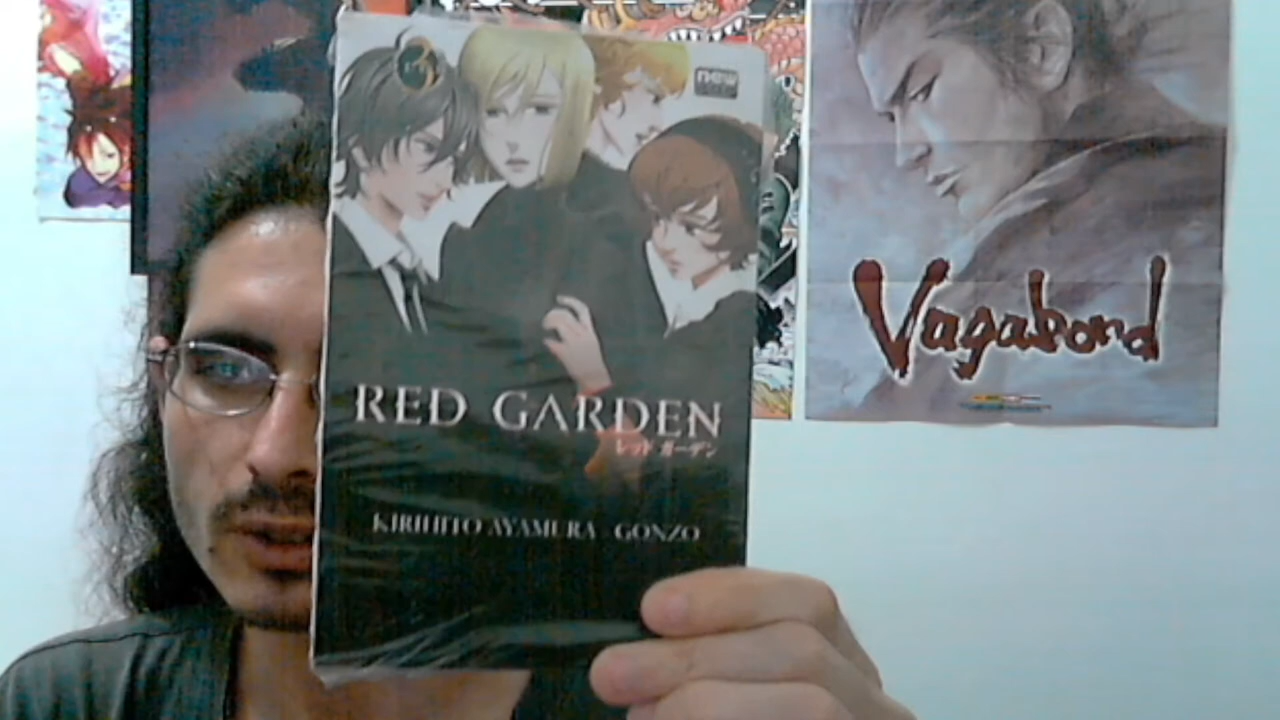 new
RED GARDEN
レッド ガーデン
KIRIHITO AYAMURA GONZO
Vagabond